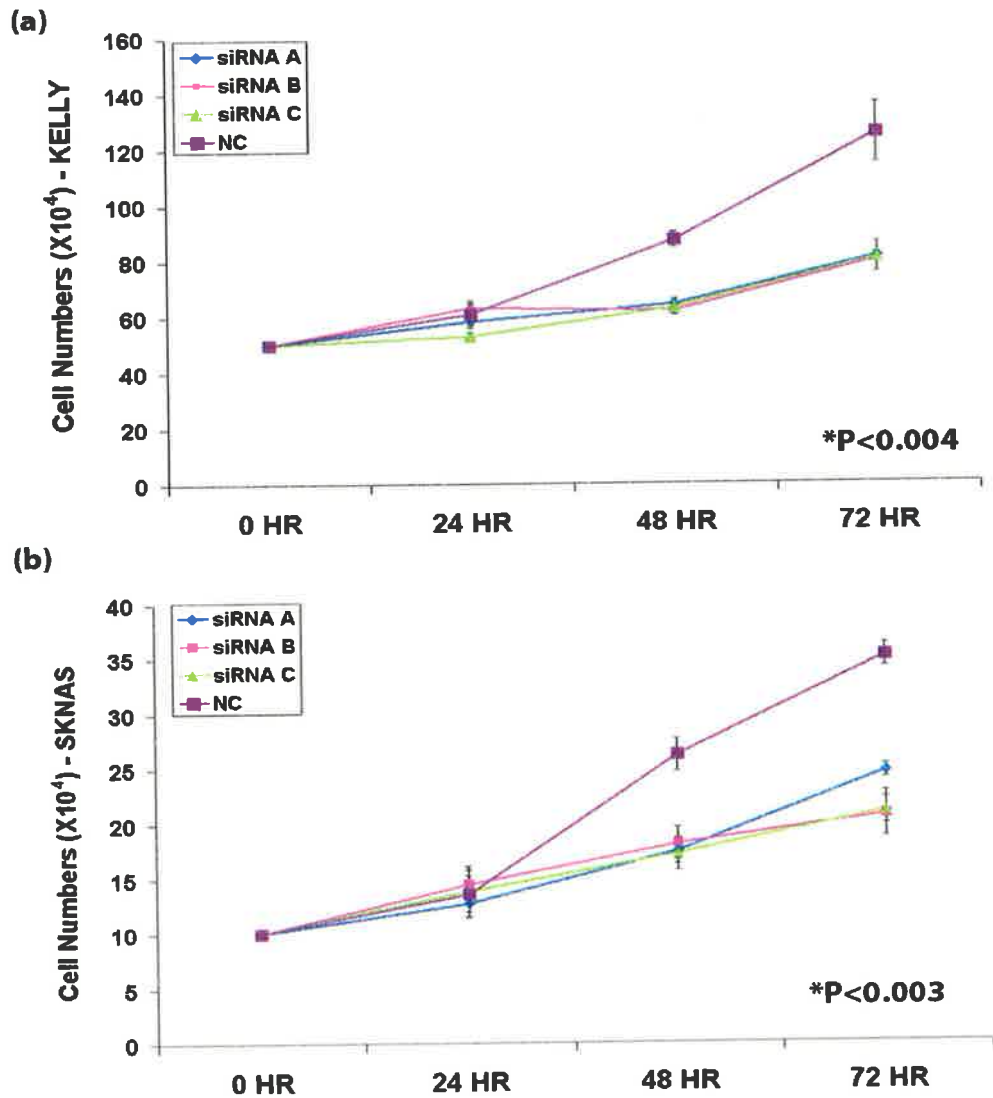 (a)
Cell Numbers (X10⁴) - KELLY
160
140
120
100
80
60
40
20
0
siRNA A
siRNA B
siRNA C
NC
*P<0.004
0 HR 24 HR 48 HR 72 HR
(b)
Cell Numbers (X10⁴) - SKNAS
40
35
30
25
20
15
10
5
0
siRNA A
siRNA B
siRNA C
NC
*P<0.003
0 HR 24 HR 48 HR 72 HR